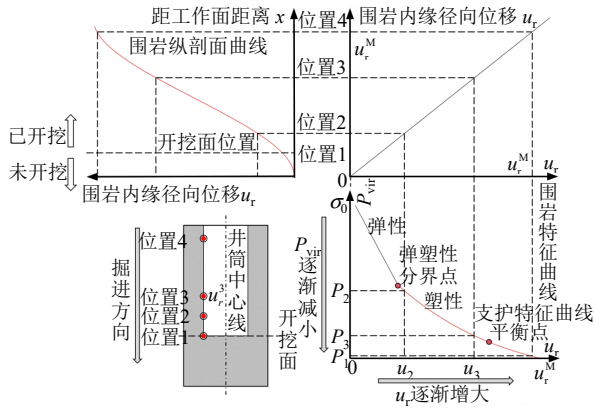 距工作面距离 x
位置4
围岩内缘径向位移 uᵣ
围岩纵剖面曲线
uᵣᴹ
位置3
位置2
已开挖
开挖面位置
位置1
未开挖
0
uᵣᴹ
uᵣ
围岩内缘径向位移uᵣ
P_vir
σ₀
围岩特征曲线
弹性
位置4
井筒中心线
P_vir逐渐减小
弹塑性
分界点
掘进方向
P₂
塑性
位置3
uᵣ³
支护特征曲线
位置2
开挖面
P₃
平衡点
位置1
P₁
uᵣ
0
u₂
u₃
uᵣᴹ
uᵣ逐渐增大